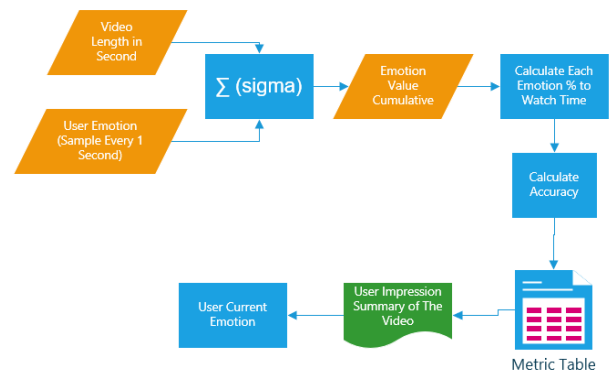 Video
Length in
Second
User Emotion
(Sample Every 1
Second)
∑ (sigma)
Emotion
Value
Cumulative
Calculate Each
Emotion % to
Watch Time
Calculate
Accuracy
Metric Table
User Impression
Summary of The
Video
User Current
Emotion